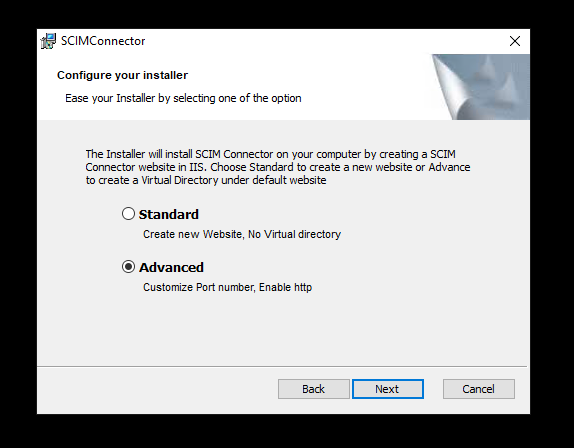 SCIMConnector
Configure your installer
Ease your Installer by selecting one of the option
The Installer will install SCIM Connector on your computer by creating a SCIM
Connector website in IIS. Choose Standard to create a new website or Advance
to create a Virtual Directory under default website
Standard
Create new Website, No Virtual directory
Advanced
Customize Port number, Enable http
Back Next Cancel